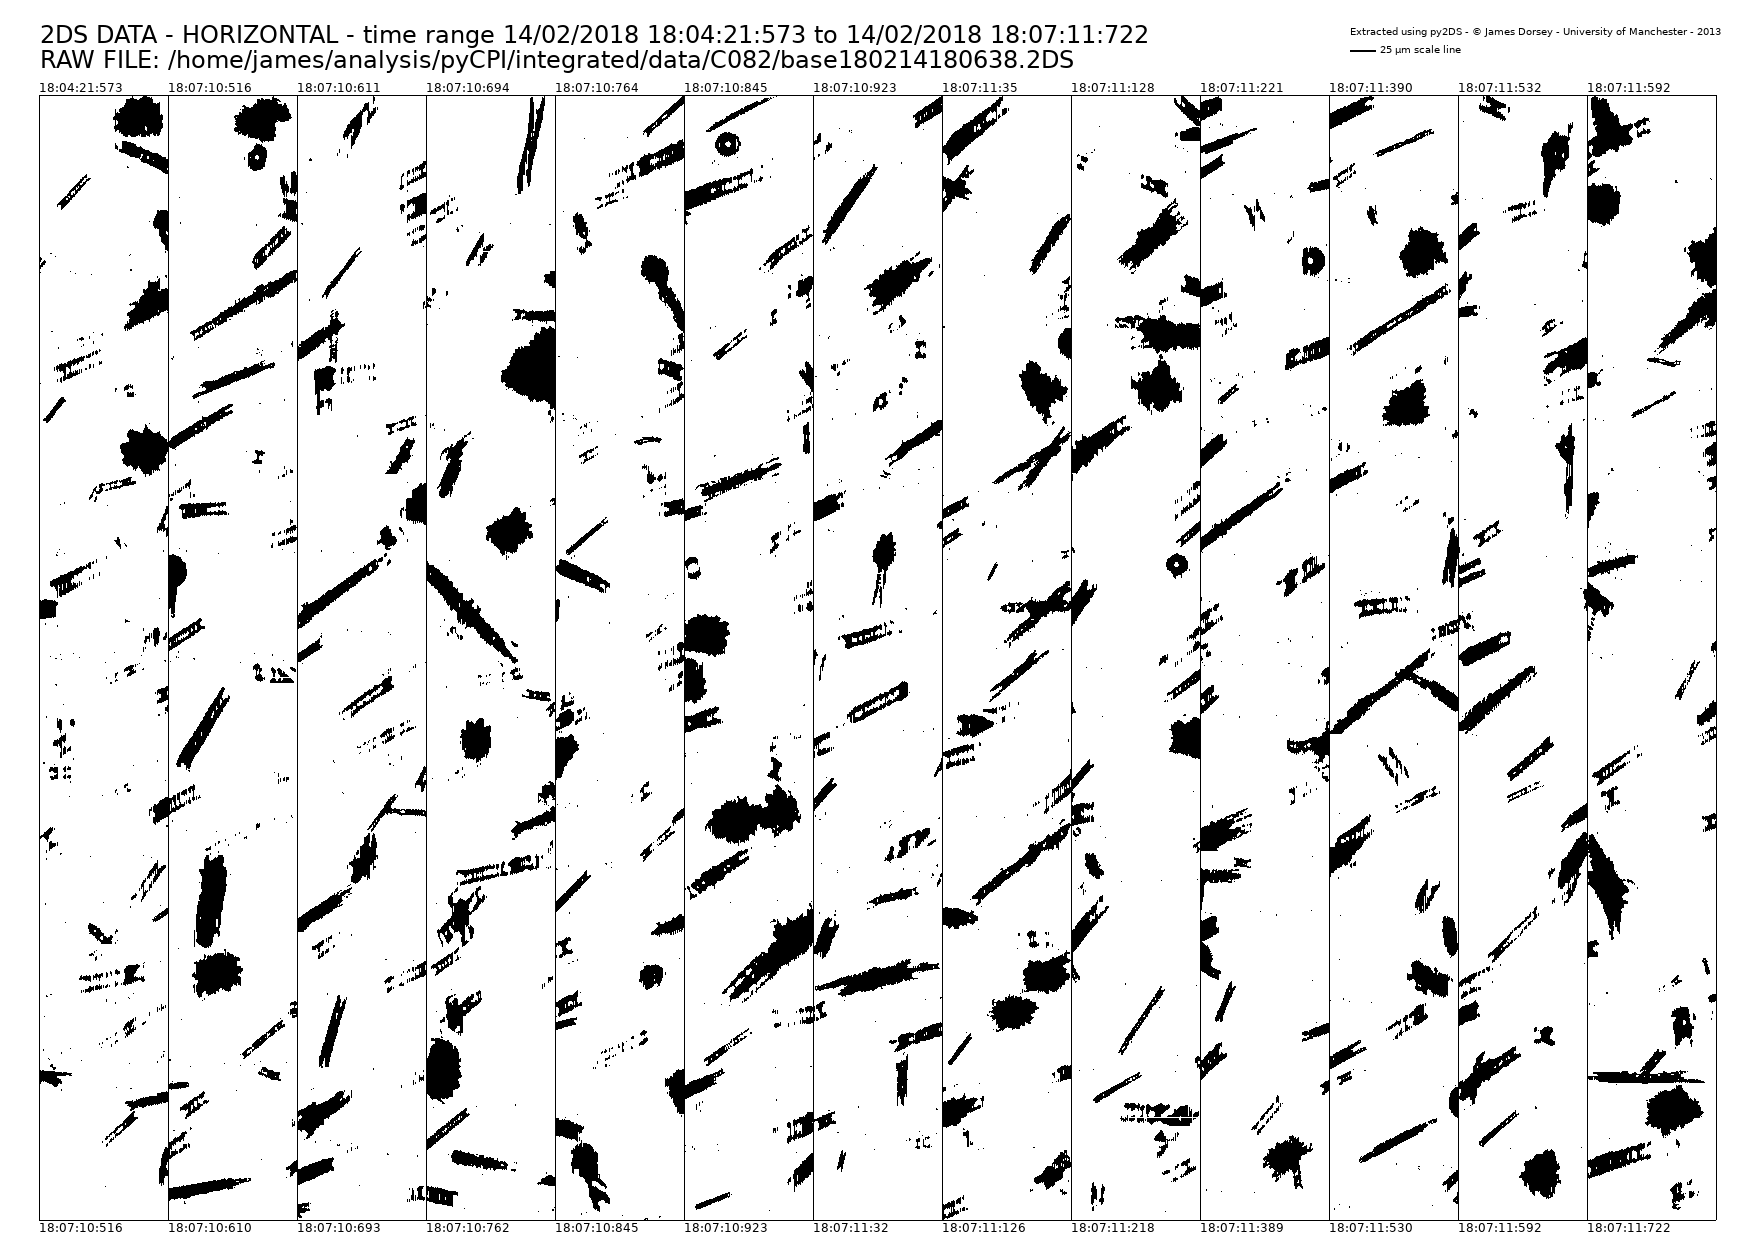 2DS DATA - HORIZONTAL - time range 14/02/2018 18:04:21:573 to 14/02/2018 18:07:11:722
RAW FILE: /home/james/analysis/pyCPI/integrated/data/C082/base180214180638.2DS
Extracted using py2DS - © James Dorsey - University of Manchester - 2013
25 µm scale line
18:04:21:573 18:07:10:516 18:07:10:611 18:07:10:694 18:07:10:764 18:07:10:845 18:07:10:923 18:07:11:35 18:07:11:128 18:07:11:221 18:07:11:390 18:07:11:532 18:07:11:592
18:07:10:516 18:07:10:610 18:07:10:693 18:07:10:762 18:07:10:845 18:07:10:923 18:07:11:32 18:07:11:126 18:07:11:218 18:07:11:389 18:07:11:530 18:07:11:592 18:07:11:722